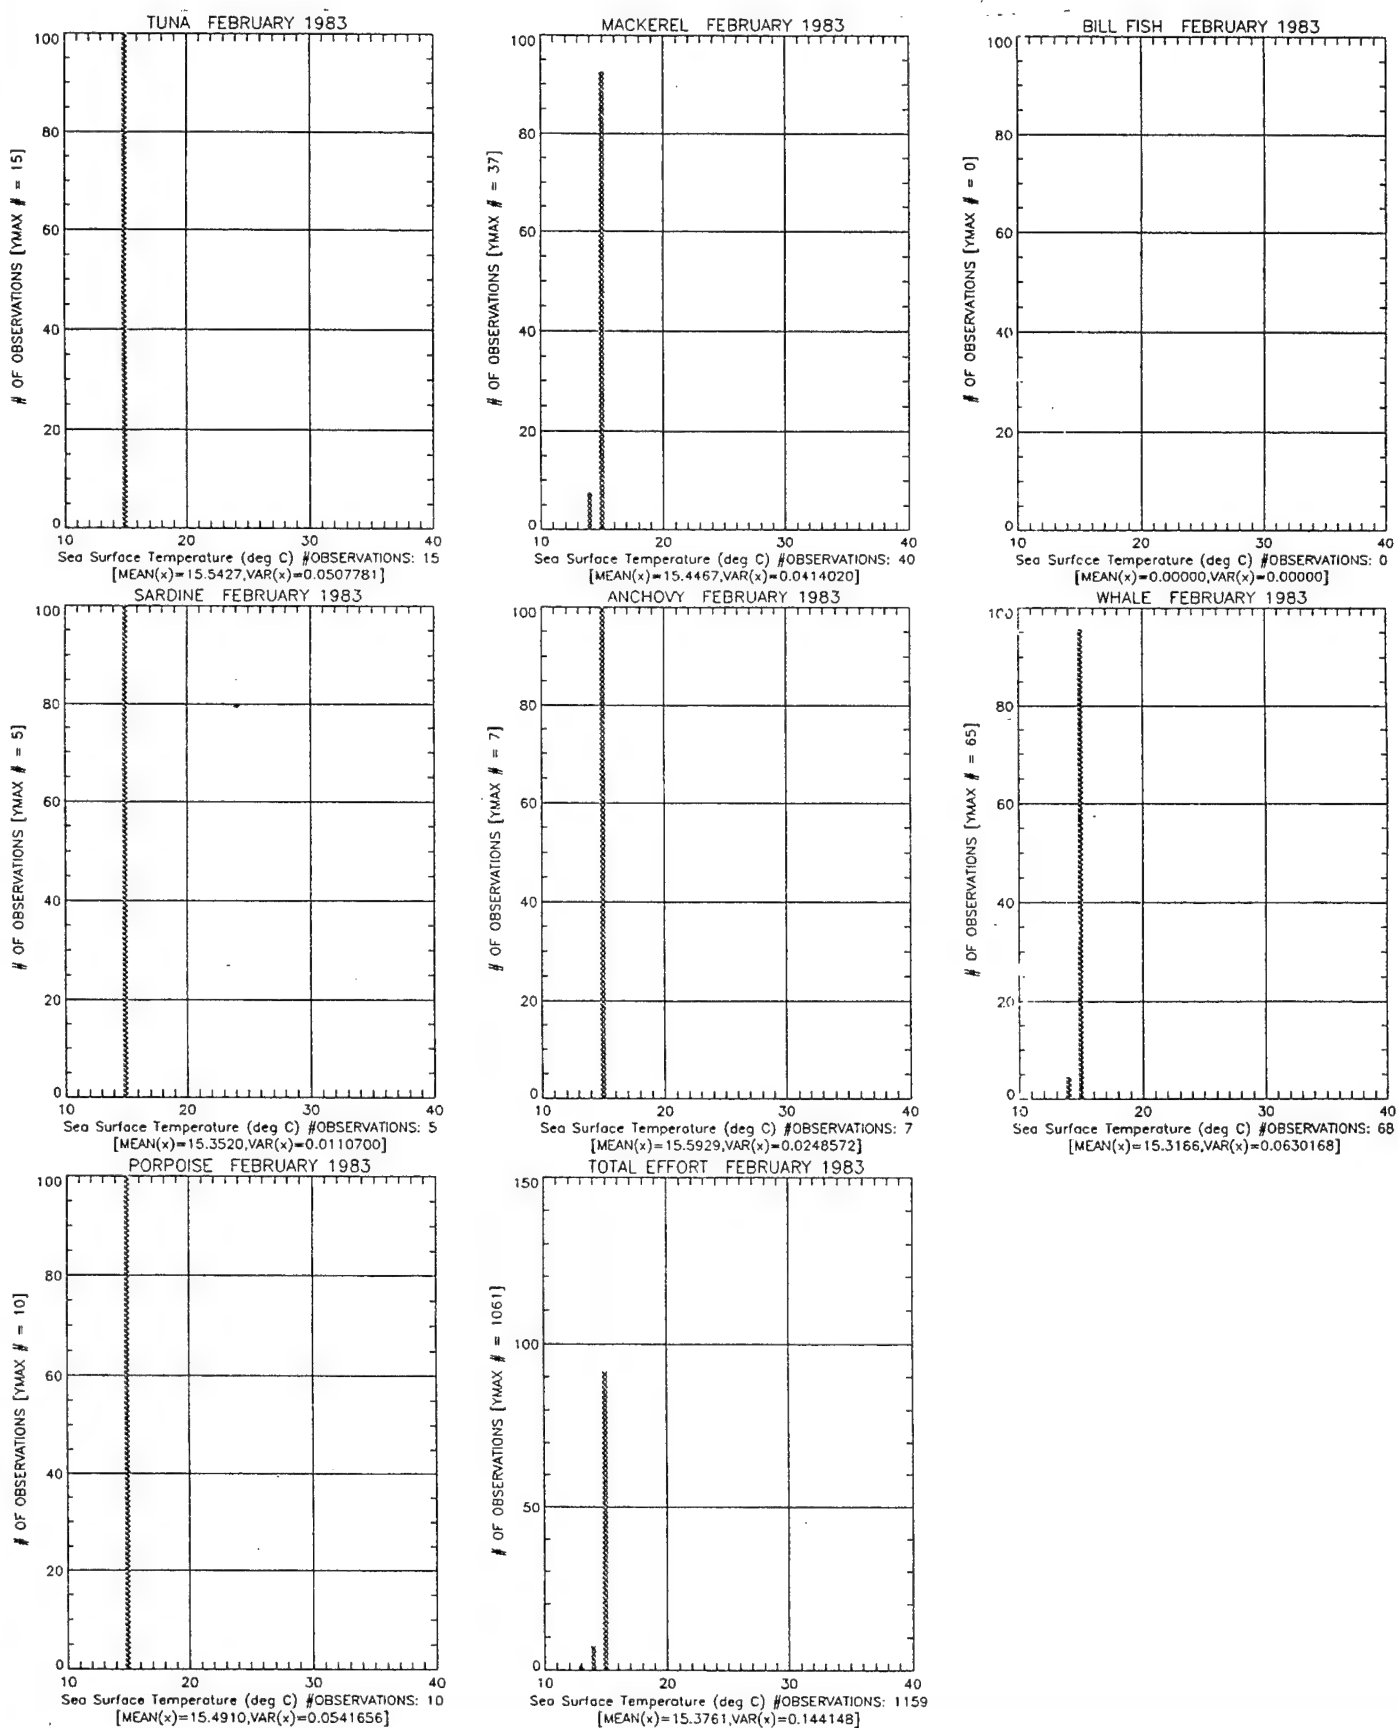 TUNA FEBRUARY 1983
100
80
60
40
20
0
# OF OBSERVATIONS [YMAX # = 15]
10 20 30 40
Sea Surface Temperature (deg C) #OBSERVATIONS: 15
[MEAN(x)=15.5427,VAR(x)=0.0507781]
MACKEREL FEBRUARY 1983
100
80
60
40
20
0
# OF OBSERVATIONS [YMAX # = 37]
10 20 30 40
Sea Surface Temperature (deg C) #OBSERVATIONS: 40
[MEAN(x)=15.4467,VAR(x)=0.0414020]
BILL FISH FEBRUARY 1983
100
80
60
40
20
0
# OF OBSERVATIONS [YMAX # = 0]
10 20 30 40
Sea Surface Temperature (deg C) #OBSERVATIONS: 0
[MEAN(x)=0.00000,VAR(x)=0.00000]
SARDINE FEBRUARY 1983
100
80
60
40
20
0
# OF OBSERVATIONS [YMAX # = 5]
10 20 30 40
Sea Surface Temperature (deg C) #OBSERVATIONS: 5
[MEAN(x)=15.3520,VAR(x)=0.0110700]
ANCHOVY FEBRUARY 1983
100
80
60
40
20
0
# OF OBSERVATIONS [YMAX # = 7]
10 20 30 40
Sea Surface Temperature (deg C) #OBSERVATIONS: 7
[MEAN(x)=15.5929,VAR(x)=0.0248572]
WHALE FEBRUARY 1983
100
80
60
40
20
0
# OF OBSERVATIONS [YMAX # = 65]
10 20 30 40
Sea Surface Temperature (deg C) #OBSERVATIONS: 68
[MEAN(x)=15.3166,VAR(x)=0.0630168]
PORPOISE FEBRUARY 1983
100
80
60
40
20
0
# OF OBSERVATIONS [YMAX # = 10]
10 20 30 40
Sea Surface Temperature (deg C) #OBSERVATIONS: 10
[MEAN(x)=15.4910,VAR(x)=0.0541656]
TOTAL EFFORT FEBRUARY 1983
150
100
50
0
# OF OBSERVATIONS [YMAX # = 1061]
10 20 30 40
Sea Surface Temperature (deg C) #OBSERVATIONS: 1159
[MEAN(x)=15.3761,VAR(x)=0.144148]